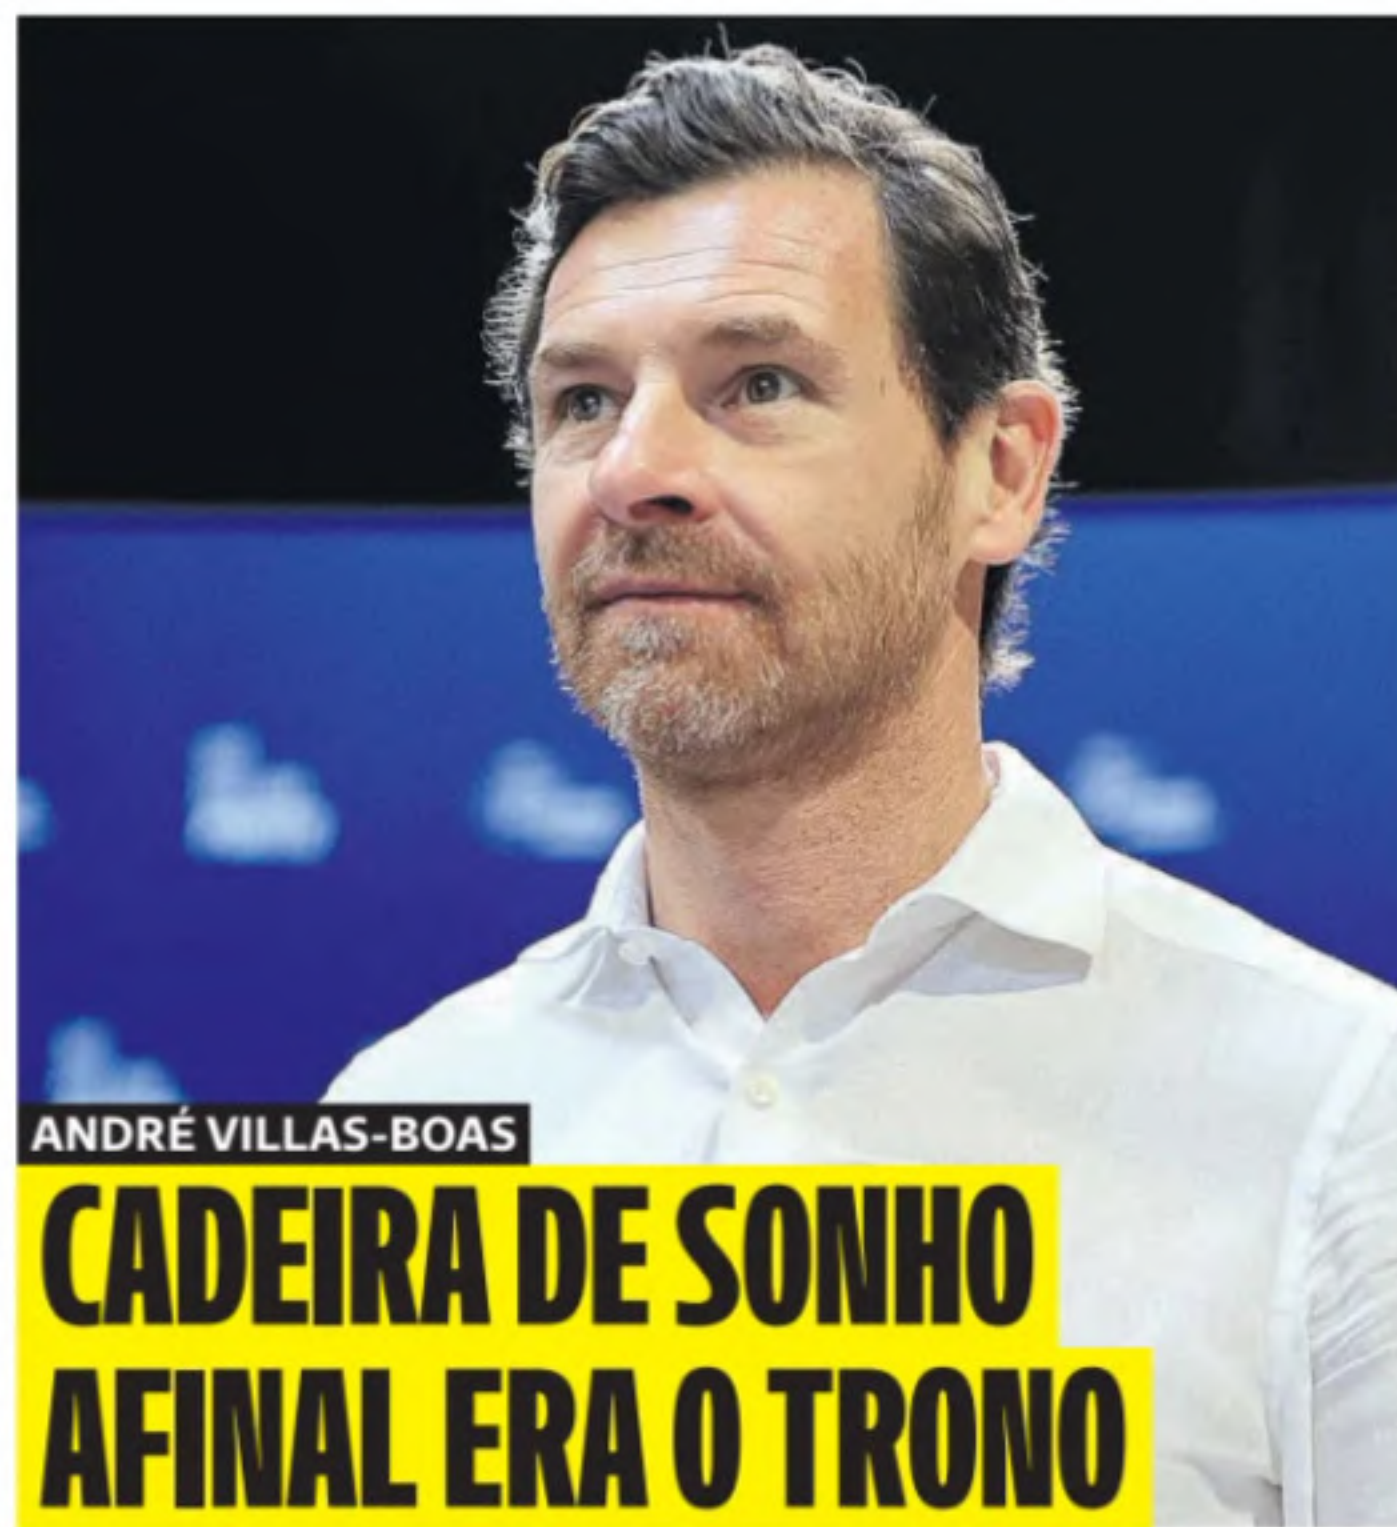 ANDRÉ VILLAS-BOAS
CADEIRA DE SONHO
AFINAL ERA O TRONO